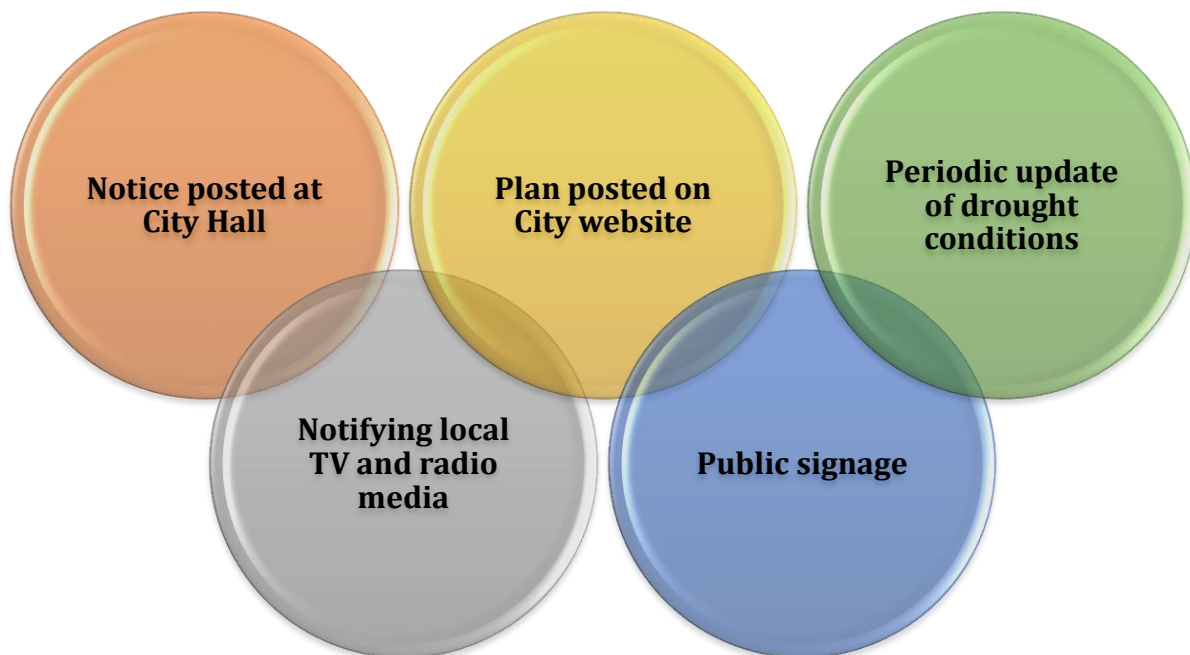 Notice posted at
City Hall
Plan posted on
City website
Periodic update
of drought
conditions
Notifying local
TV and radio
media
Public signage